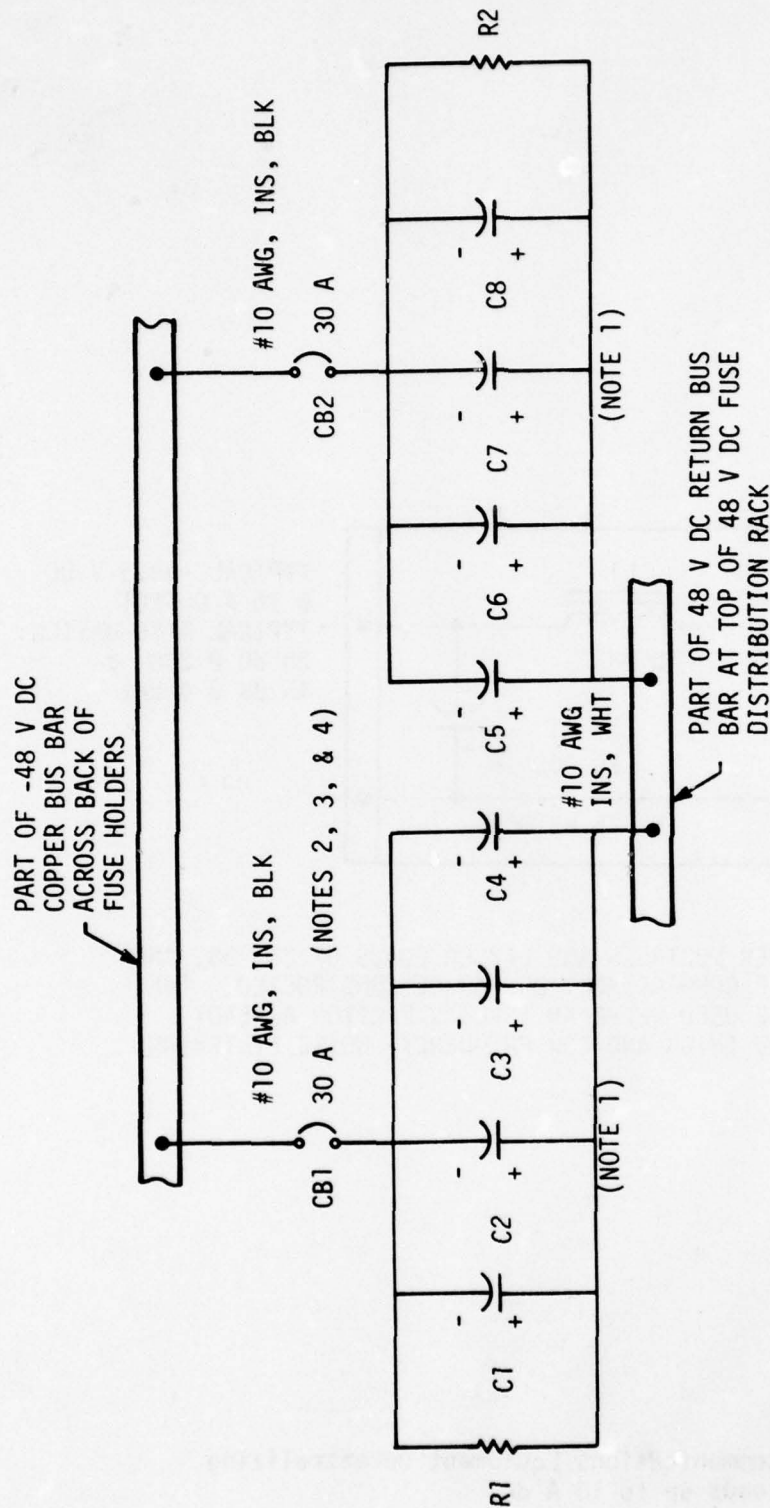 PART OF -48 V DC
COPPER BUS BAR
ACROSS BACK OF
FUSE HOLDERS
#10 AWG, INS, BLK
#10 AWG, INS, BLK
CB1
30 A
(NOTES 2, 3, & 4)
CB2
30 A
R1
C1
-
+
C2
-
+
C3
-
+
C4
-
+
C5
-
+
C6
-
+
C7
-
+
C8
-
+
R2
(NOTE 1)
#10 AWG
INS, WHT
(NOTE 1)
PART OF 48 V DC RETURN BUS
BAR AT TOP OF 48 V DC FUSE
DISTRIBUTION RACK